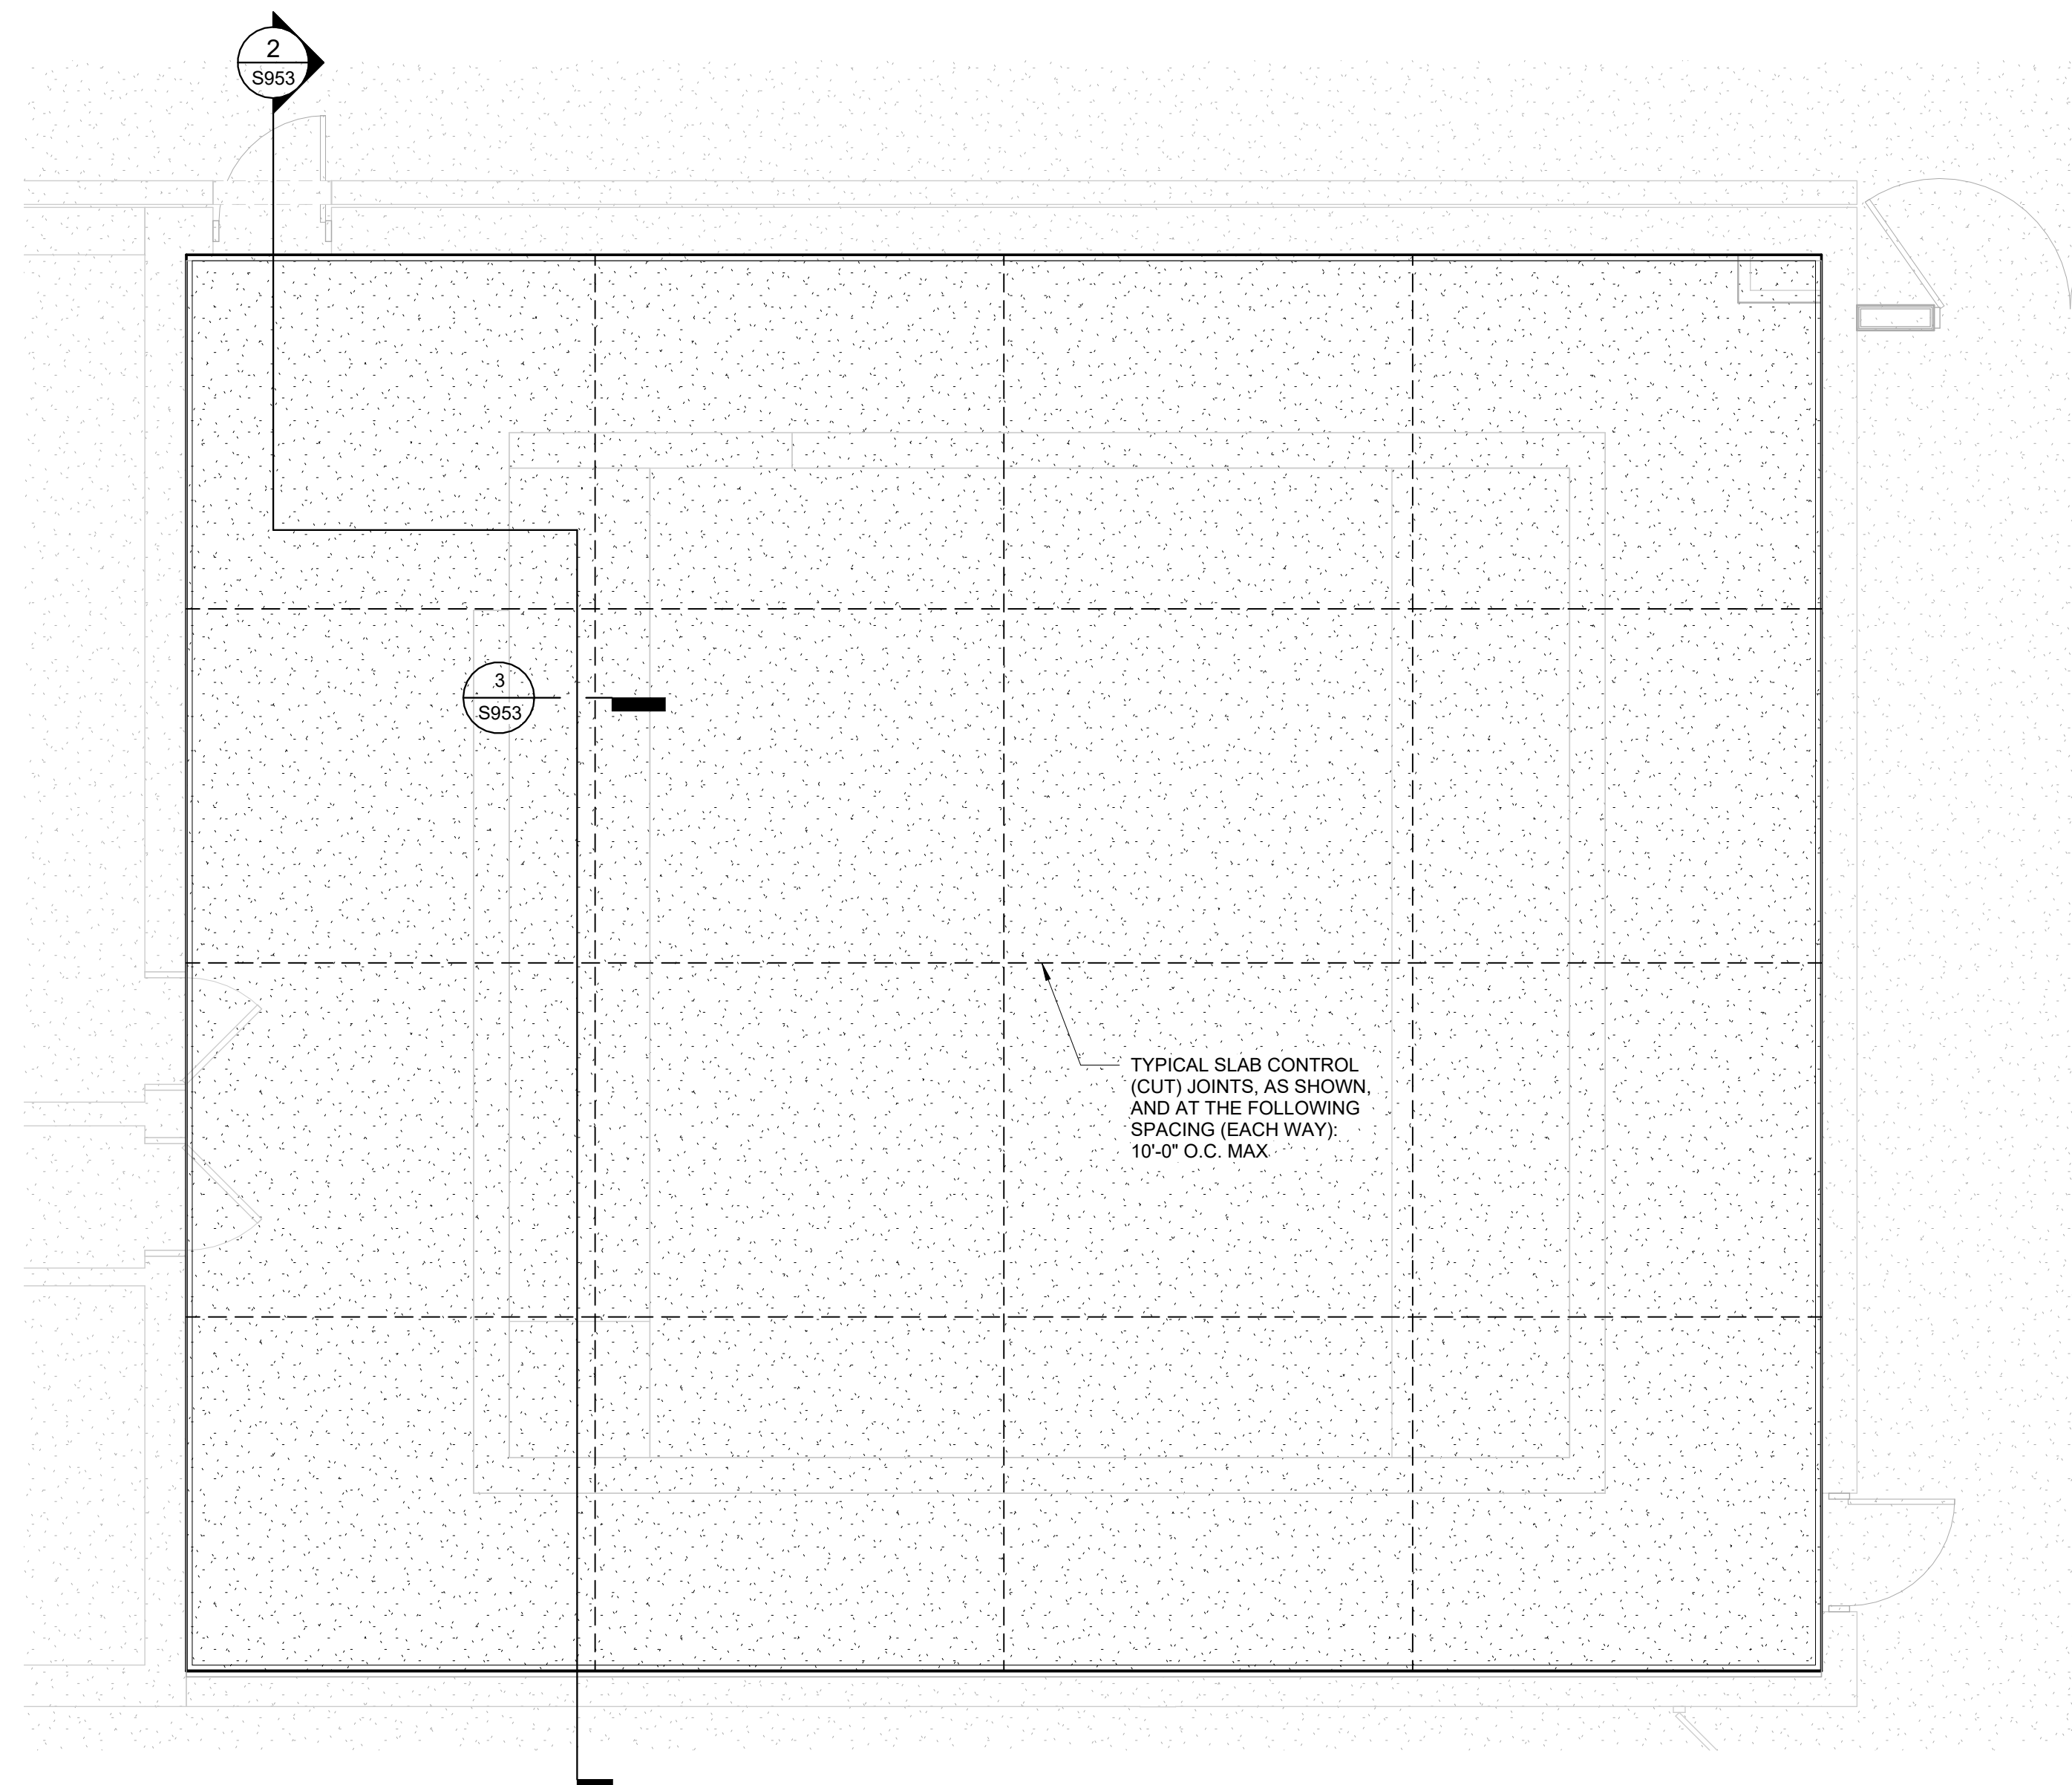 2
S953
3
S953
TYPICAL SLAB CONTROL
(CUT) JOINTS, AS SHOWN,
AND AT THE FOLLOWING
SPACING (EACH WAY):
10'-0" O.C. MAX